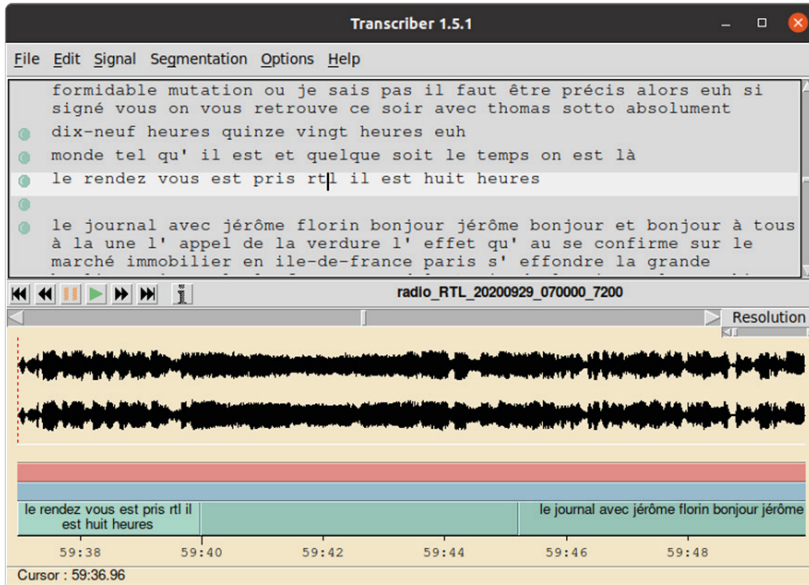 Transcriber 1.5.1
File Edit Signal Segmentation Options Help
formidable mutation ou je sais pas il faut être précis alors euh si
signé vous on vous retrouve ce soir avec thomas sotto absolument
dix-neuf heures quinze vingt heures euh
monde tel qu' il est et quelque soit le temps on est là
le rendez vous est pris rtl il est huit heures
le journal avec jérôme florin bonjour jérôme bonjour et bonjour à tous
à la une l' appel de la verdure l' effet qu' au se confirme sur le
marché immobilier en ile-de-france paris s' effondre la grande
radio_RTL_20200929_070000_7200
Resolution
le rendez vous est pris rtl il
est huit heures
le journal avec jérôme florin bonjour jérôme
59:38 59:40 59:42 59:44 59:46 59:48
Cursor : 59:36.96